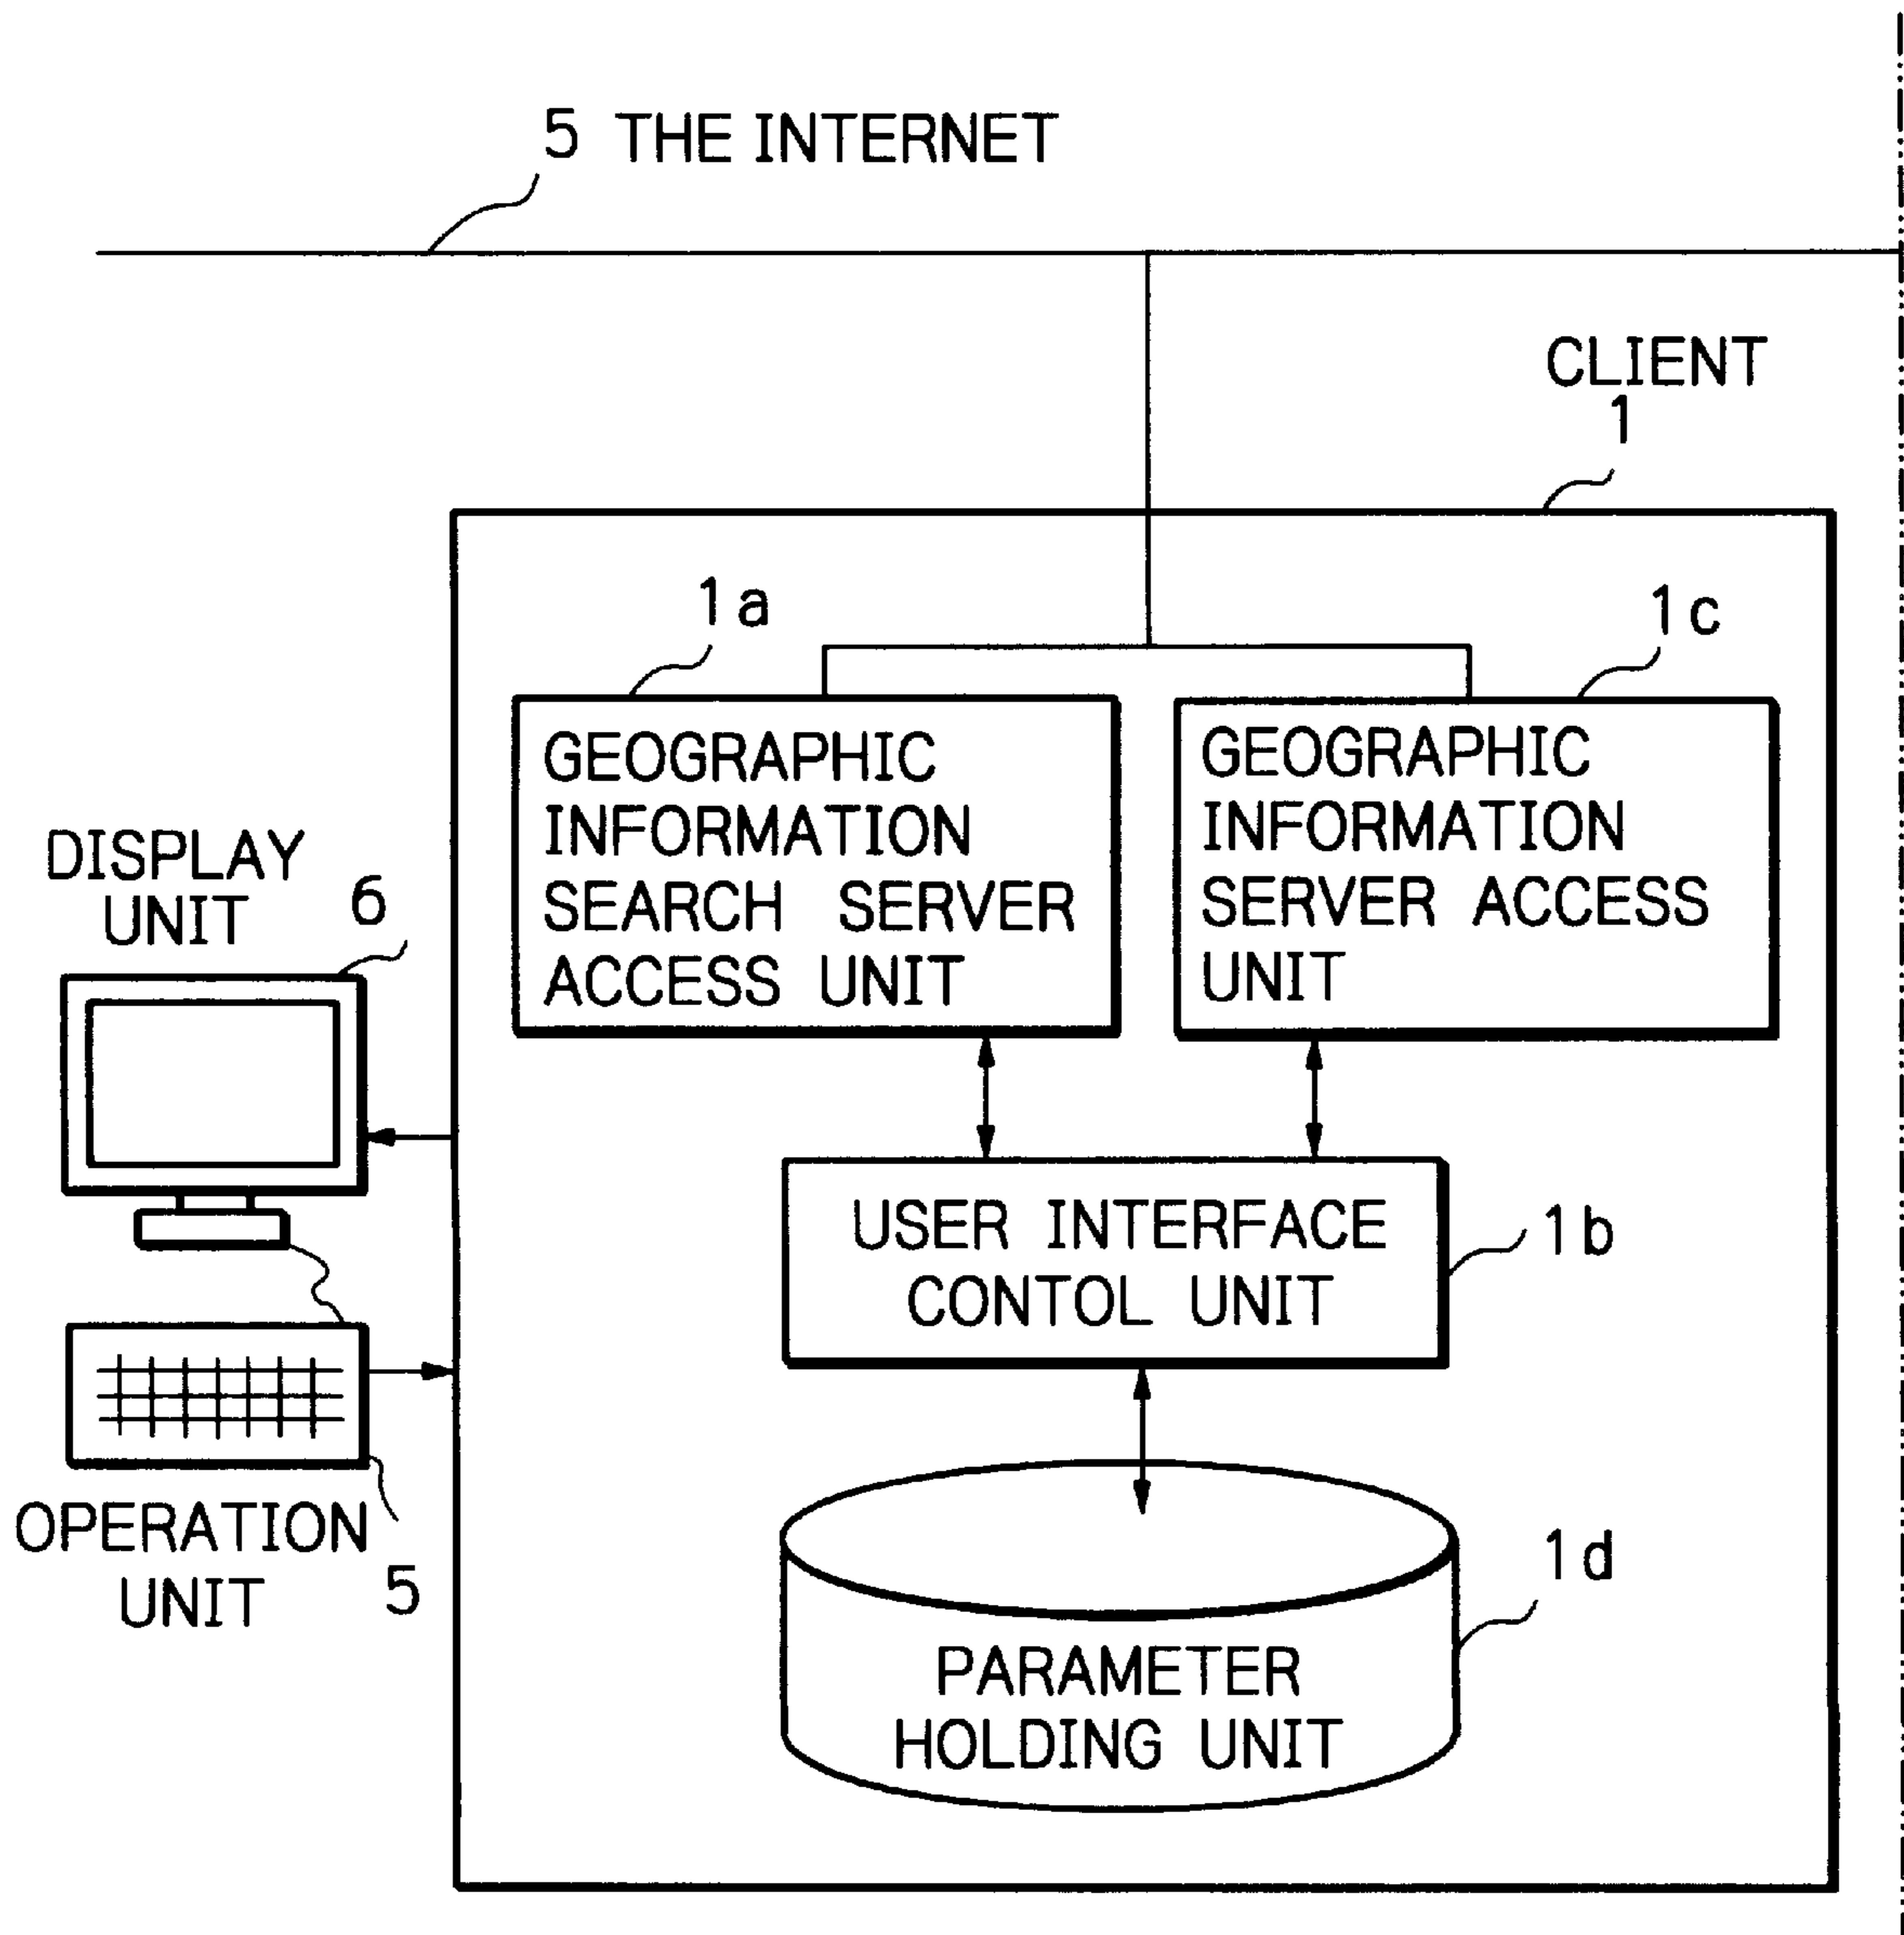 5 THE INTERNET
CLIENT
1
1a
1c
GEOGRAPHIC
INFORMATION
SEARCH SERVER
ACCESS UNIT
GEOGRAPHIC
INFORMATION
SERVER ACCESS
UNIT
DISPLAY
UNIT
6
USER INTERFACE
CONTOL UNIT
1b
OPERATION
UNIT
5
1d
PARAMETER
HOLDING UNIT